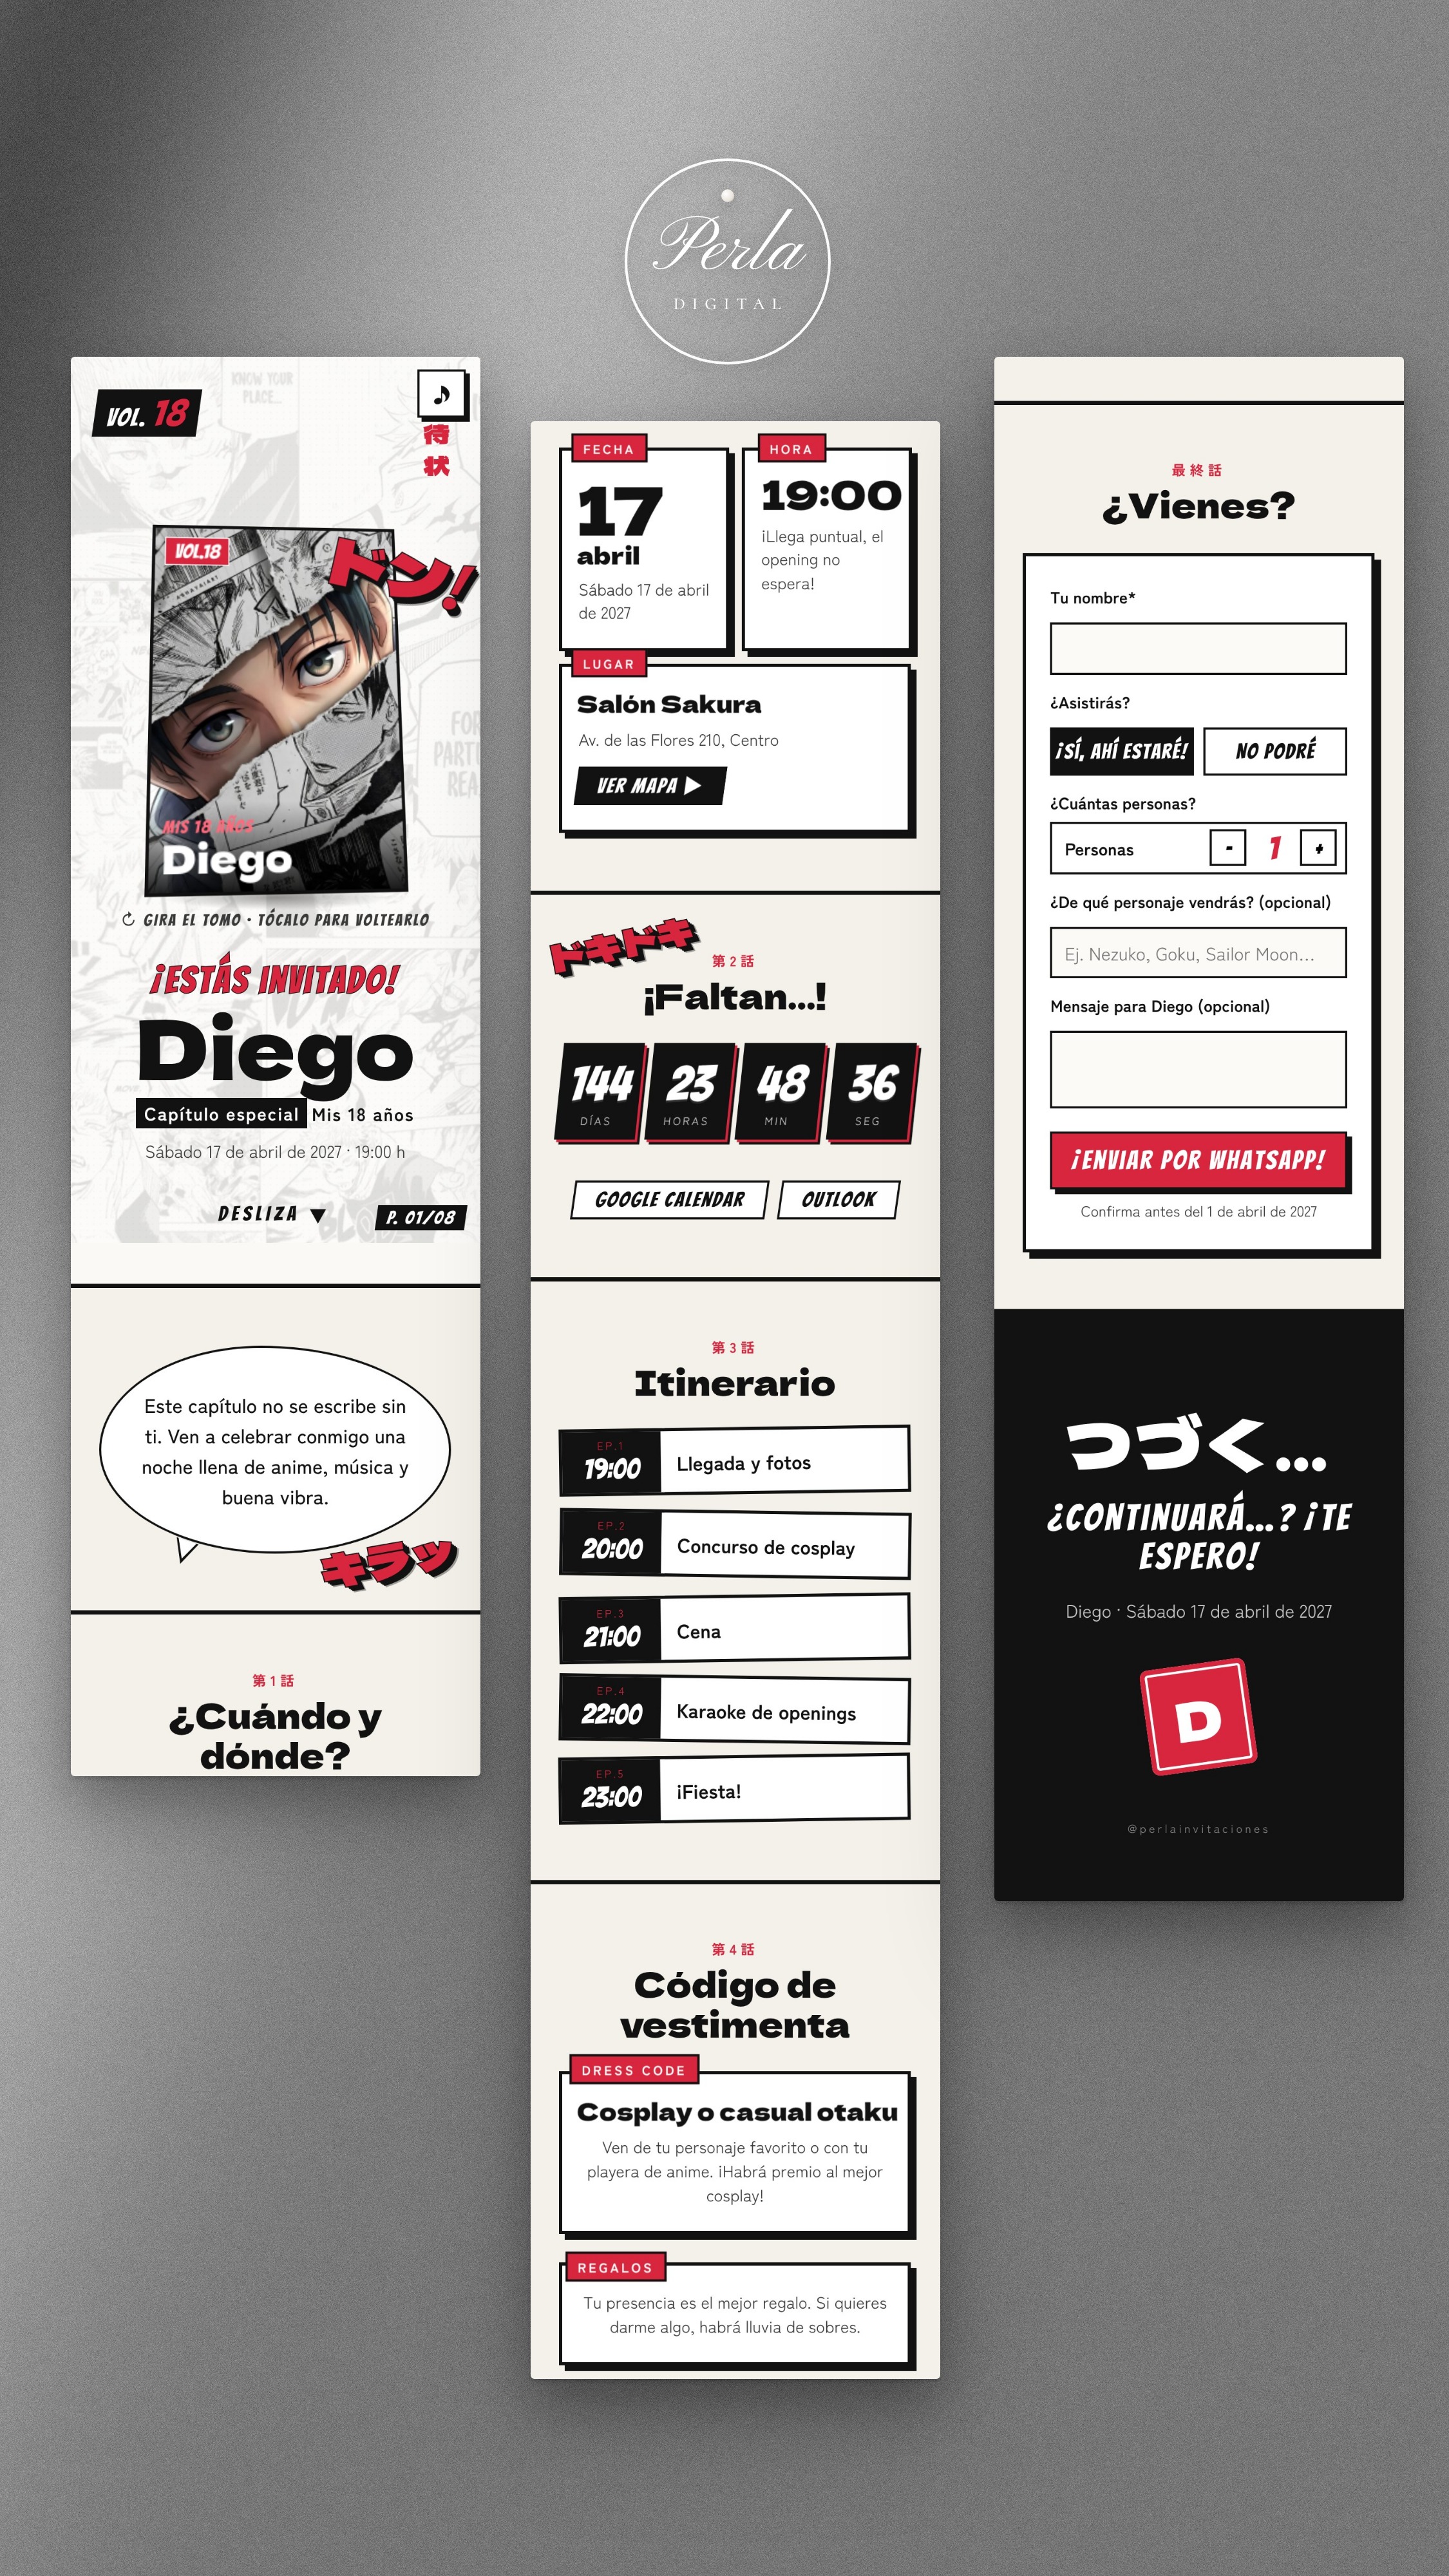 Perla
DIGITAL
VOL. 18
♪
待
状
KNOW YOUR
PLACE...
VOL.18
ドン!
MIS 18 AÑOS
Diego
↻ GIRA EL TOMO · TÓCALO PARA VOLTEARLO
¡ESTÁS INVITADO!
Diego
Capítulo especial Mis 18 años
Sábado 17 de abril de 2027 · 19:00 h
DESLIZA ▼
P. 01/08
Este capítulo no se escribe sin
ti. Ven a celebrar conmigo una
noche llena de anime, música y
buena vibra.
キラッ
第1話
¿Cuándo y
dónde?
FECHA
17
abril
Sábado 17 de abril
de 2027
HORA
19:00
¡Llega puntual, el
opening no
espera!
LUGAR
Salón Sakura
Av. de las Flores 210, Centro
VER MAPA ▶
ドキドキ
第2話
¡Faltan...!
144 23 48 36
DÍAS HORAS MIN SEG
GOOGLE CALENDAR OUTLOOK
第3話
Itinerario
EP.1
19:00 Llegada y fotos
EP.2
20:00 Concurso de cosplay
EP.3
21:00 Cena
EP.4
22:00 Karaoke de openings
EP.5
23:00 ¡Fiesta!
第4話
Código de
vestimenta
DRESS CODE
Cosplay o casual otaku
Ven de tu personaje favorito o con tu
playera de anime. ¡Habrá premio al mejor
cosplay!
REGALOS
Tu presencia es el mejor regalo. Si quieres
darme algo, habrá lluvia de sobres.
最終話
¿Vienes?
Tu nombre*
¿Asistirás?
¡SÍ, AHÍ ESTARÉ! NO PODRÉ
¿Cuántas personas?
Personas - 1 +
¿De qué personaje vendrás? (opcional)
Ej. Nezuko, Goku, Sailor Moon...
Mensaje para Diego (opcional)
¡ENVIAR POR WHATSAPP!
Confirma antes del 1 de abril de 2027
つづく...
¿CONTINUARÁ...? ¡TE
ESPERO!
Diego · Sábado 17 de abril de 2027
D
@perlainvitaciones